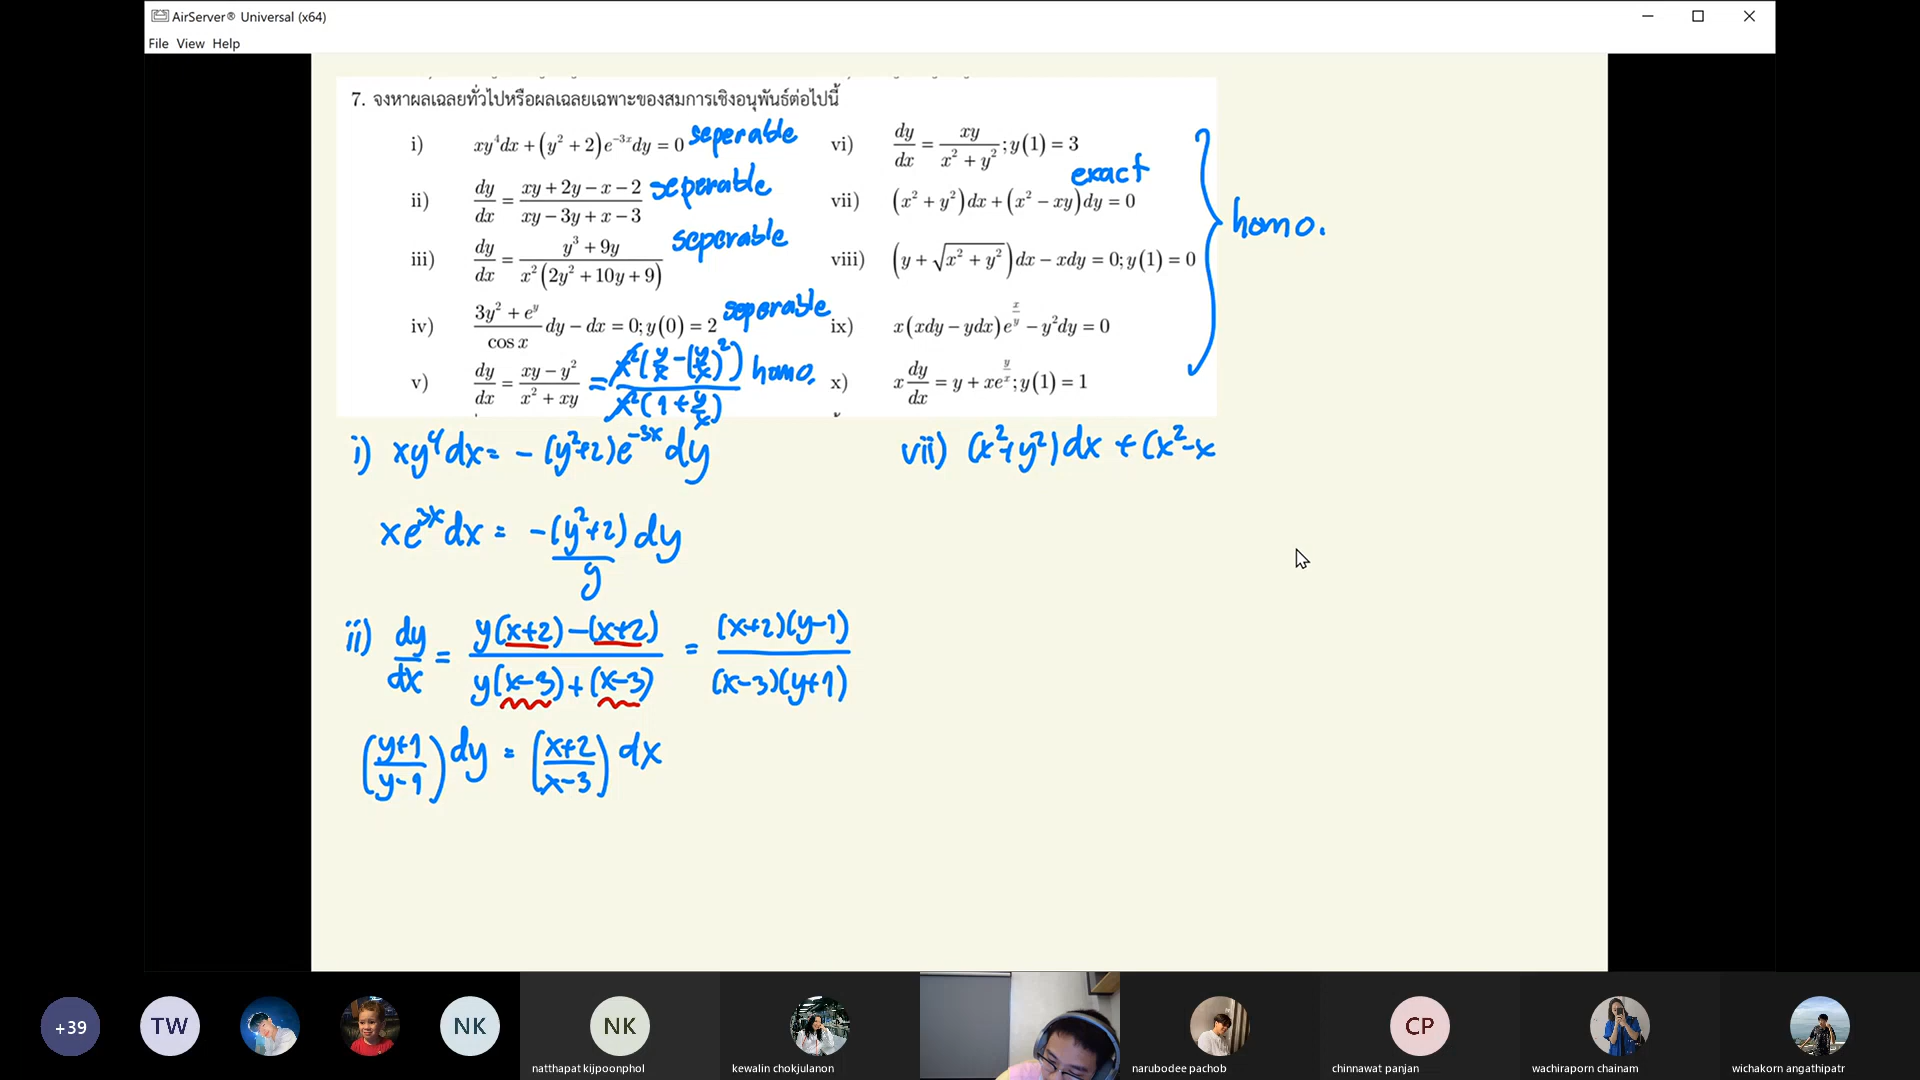 AirServer® Universal (x64)
File View Help
7. จงหาผลเฉลยทั่วไปหรือผลเฉลยเฉพาะของสมการเชิงอนุพันธ์ต่อไปนี้
i) xy⁴dx + (y² + 2)e⁻³ˣdy = 0 seperable
ii) dy/dx = (xy + 2y − x − 2)/(xy − 3y + x − 3) seperable
iii) dy/dx = (y³ + 9y)/(x²(2y² + 10y + 9)) seperable
iv) (3y² + eʸ)/(cos x) dy − dx = 0; y(0) = 2 seperable
v) dy/dx = (xy − y²)/(x² + xy) = x²(y/x − (y/x)²)/(x²(1 + y/x)) homo.
vi) dy/dx = xy/(x² + y²); y(1) = 3
exact
vii) (x² + y²)dx + (x² − xy)dy = 0
viii) (y + √(x² + y²))dx − xdy = 0; y(1) = 0
ix) x(xdy − ydx)e^(x/y) − y²dy = 0
x) x dy/dx = y + xe^(y/x); y(1) = 1
homo.
i) xy⁴dx = − (y²+2)e⁻³ˣ dy
xe³ˣdx = −(y²+2)/y dy
ii) dy/dx = (y(x+2)−(x+2))/(y(x−3)+(x−3)) = ((x+2)(y−1))/((x−3)(y+1))
((y+1)/(y−1)) dy = ((x+2)/(x−3)) dx
vii) (x²+y²)dx + (x²−x
+39
TW
NK
NK
natthapat kijpoonphol
kewalin chokjulanon
narubodee pachob
CP
chinnawat panjan
wachiraporn chainam
wichakorn angathipatr